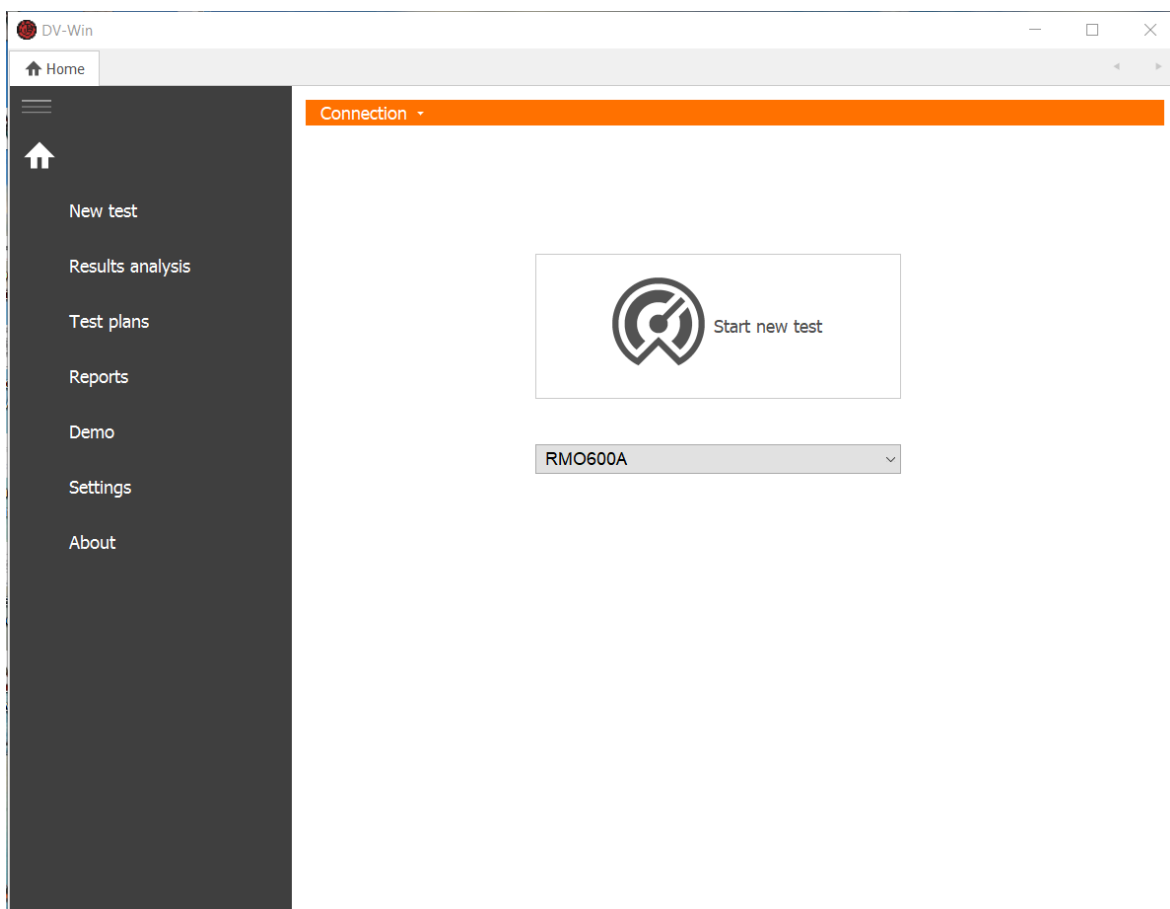 DV-Win
Home
Connection
New test
Results analysis
Test plans
Reports
Demo
Settings
About
Start new test
RMO600A